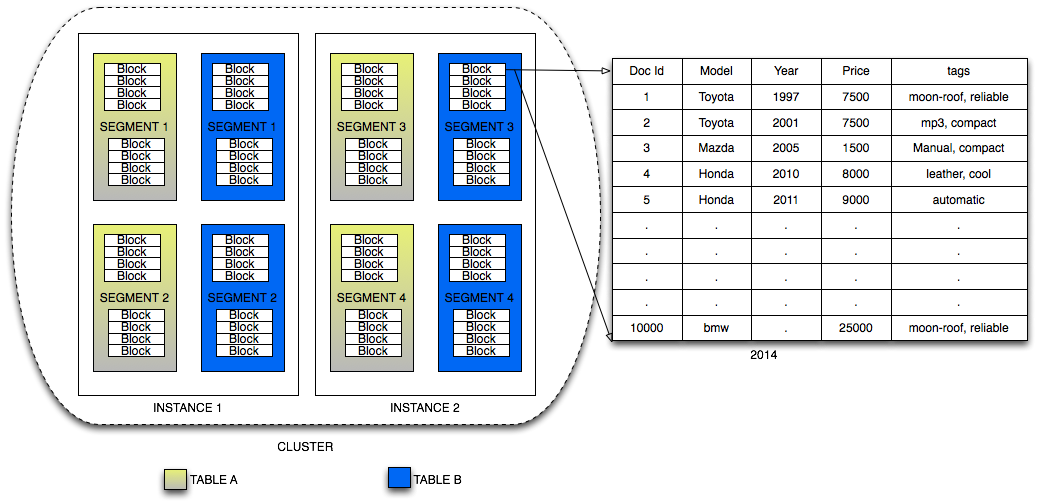 Block Block Block Block
Block Block Block Block
Block Block Block Block
Block Block Block Block
SEGMENT 1 SEGMENT 1 SEGMENT 3 SEGMENT 3
Block Block Block Block
Block Block Block Block
Block Block Block Block
Block Block Block Block
Block Block Block Block
Block Block Block Block
Block Block Block Block
Block Block Block Block
SEGMENT 2 SEGMENT 2 SEGMENT 4 SEGMENT 4
Block Block Block Block
Block Block Block Block
Block Block Block Block
Block Block Block Block
INSTANCE 1 INSTANCE 2
CLUSTER
TABLE A TABLE B
Doc Id Model Year Price tags
1 Toyota 1997 7500 moon-roof, reliable
2 Toyota 2001 7500 mp3, compact
3 Mazda 2005 1500 Manual, compact
4 Honda 2010 8000 leather, cool
5 Honda 2011 9000 automatic
. . . . .
. . . . .
. . . . .
. . . . .
10000 bmw . 25000 moon-roof, reliable
2014